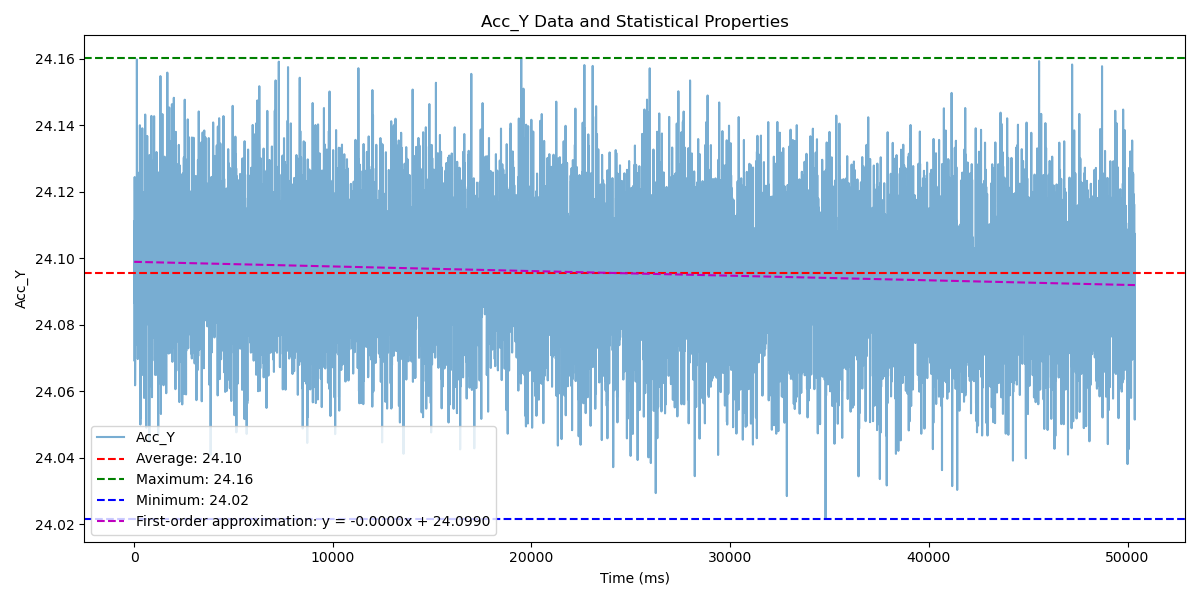 Acc_Y Data and Statistical Properties
24.16
24.14
24.12
24.10
24.08
24.06
24.04
24.02
Acc_Y
Acc_Y
Average: 24.10
Maximum: 24.16
Minimum: 24.02
First-order approximation: y = -0.0000x + 24.0990
0 10000 20000 30000 40000 50000
Time (ms)